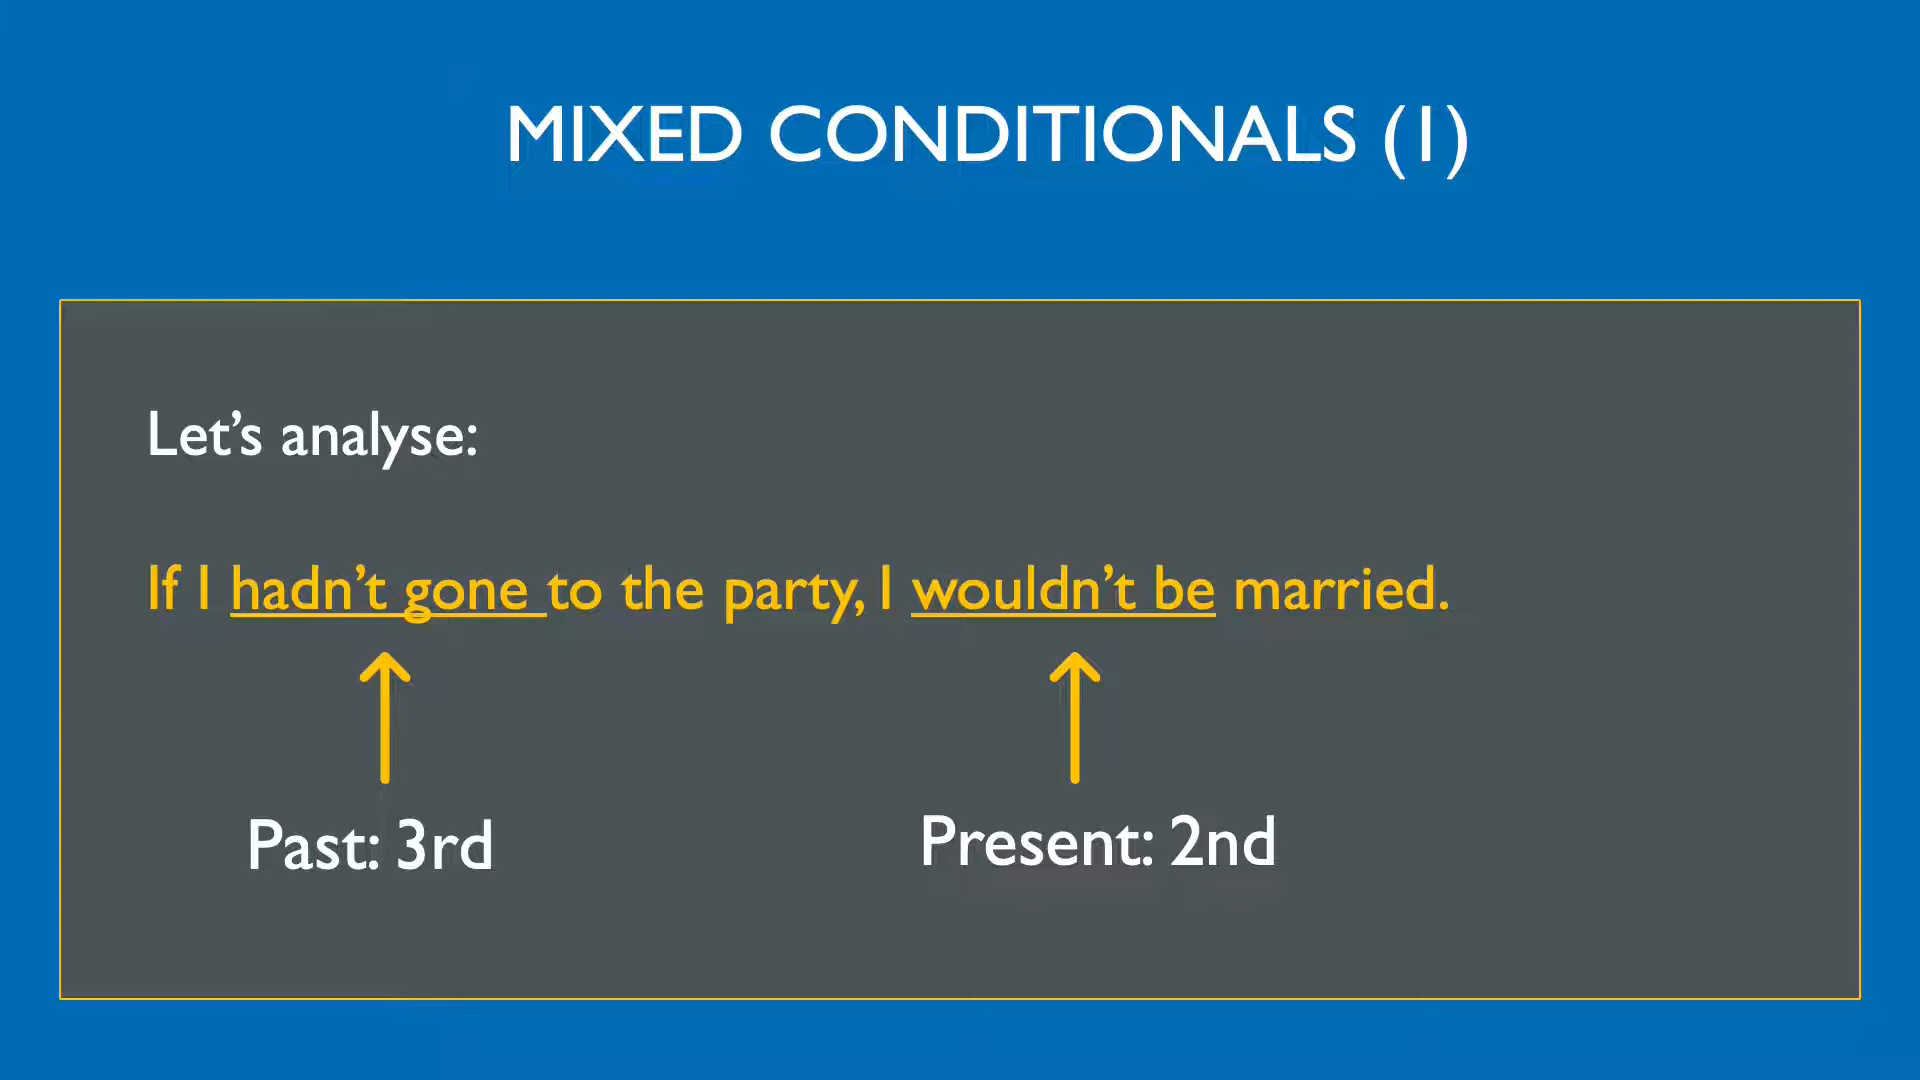 MIXED CONDITIONALS (1)
Let’s analyse:
If I hadn’t gone to the party, I wouldn’t be married.
Past: 3rd
Present: 2nd